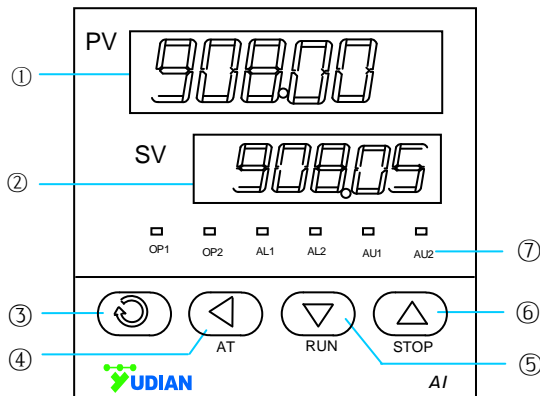 PV
① 908.00
SV
② 908.05
OP1 OP2 AL1 AL2 AU1 AU2 ⑦
③ ⑥
④ AT RUN STOP ⑤
YUDIAN AI